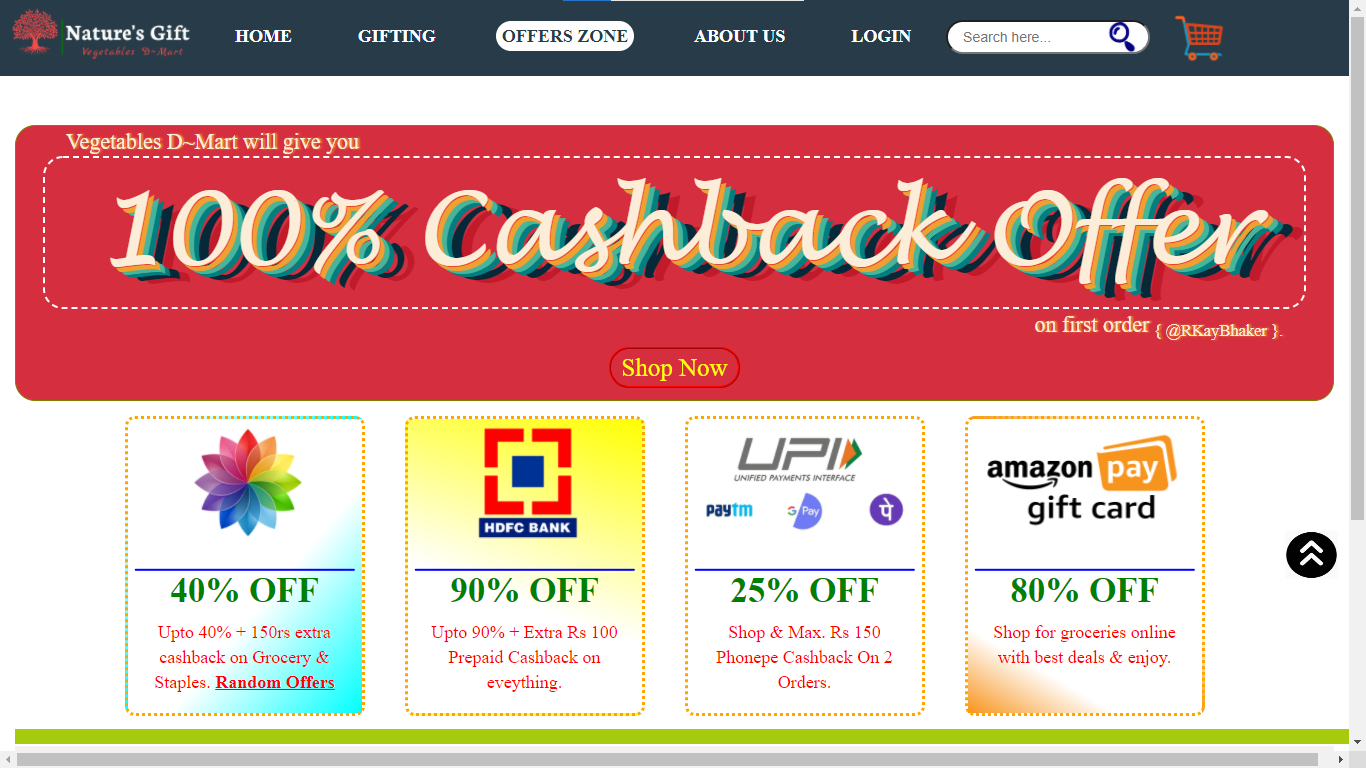 Nature's Gift
Vegetables D~Mart
HOME
GIFTING
OFFERS ZONE
ABOUT US
LOGIN
Search here...
Vegetables D~Mart will give you
100% Cashback Offer
on first order { @RKayBhaker }.
Shop Now
40% OFF
Upto 40% + 150rs extra
cashback on Grocery &
Staples. Random Offers
HDFC BANK
90% OFF
Upto 90% + Extra Rs 100
Prepaid Cashback on
eveything.
UPI
UNIFIED PAYMENTS INTERFACE
paytm
G Pay
पे
25% OFF
Shop & Max. Rs 150
Phonepe Cashback On 2
Orders.
amazon pay
gift card
80% OFF
Shop for groceries online
with best deals & enjoy.